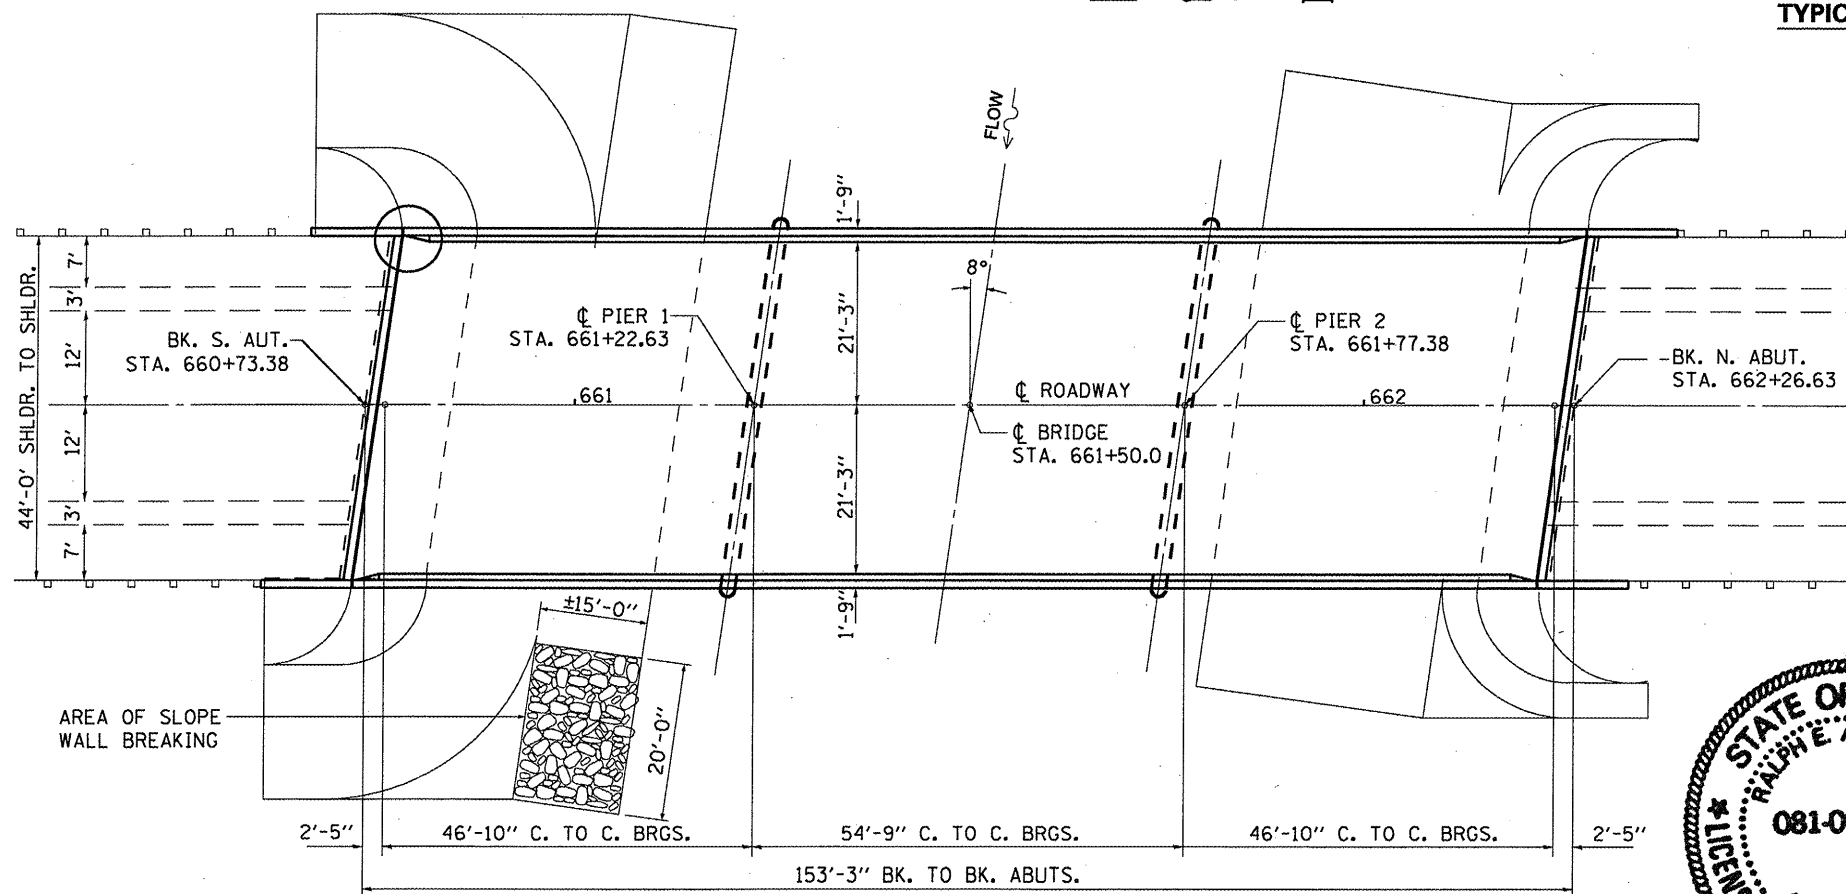 TYPIC
FLOW
1'-9"
8°
44'-0' SHLDR. TO SHLDR.
7'
3'
12'
12'
3'
7'
BK. S. AUT.
STA. 660+73.38
℄ PIER 1
STA. 661+22.63
21'-3"
℄ PIER 2
STA. 661+77.38
BK. N. ABUT.
STA. 662+26.63
661
℄ ROADWAY
662
℄ BRIDGE
STA. 661+50.0
21'-3"
±15'-0"
1'-9"
AREA OF SLOPE
WALL BREAKING
20'-0"
2'-5"
46'-10" C. TO C. BRGS.
54'-9" C. TO C. BRGS.
46'-10" C. TO C. BRGS.
2'-5"
153'-3" BK. TO BK. ABUTS.
STATE OF
RALPH E.
081-0
LICEN